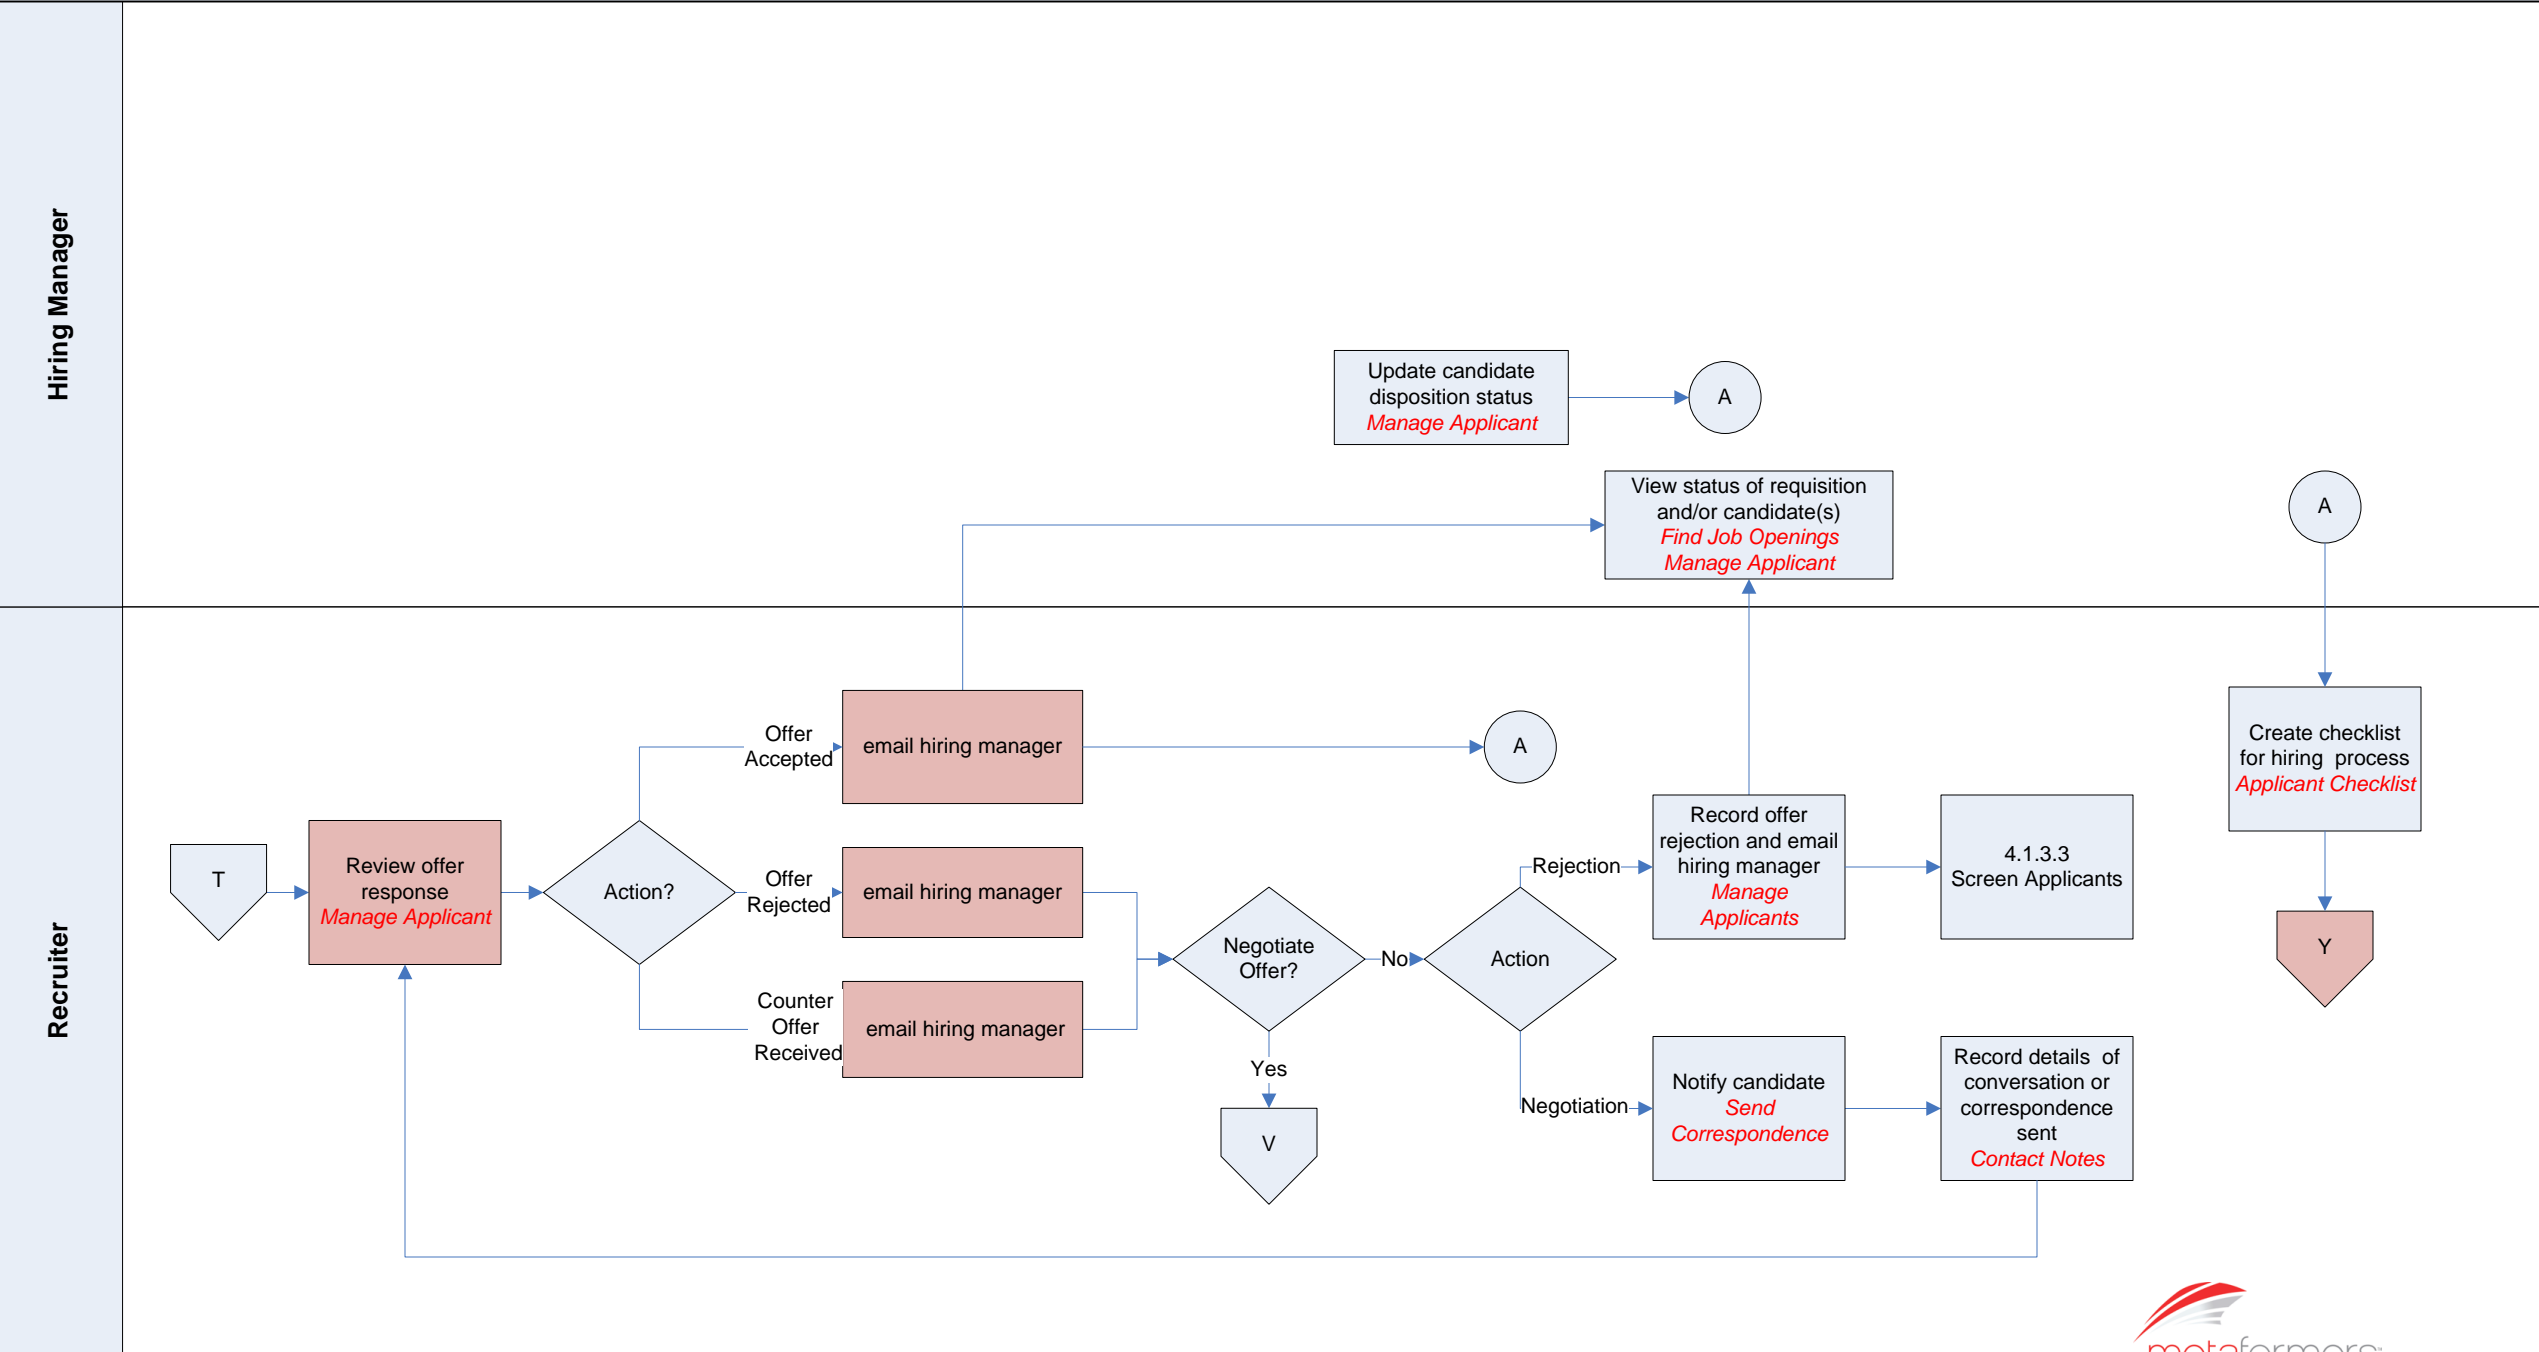 Hiring Manager
Update candidate
disposition status
Manage Applicant
A
View status of requisition
and/or candidate(s)
Find Job Openings
Manage Applicant
A
Recruiter
T
Review offer
response
Manage Applicant
Action?
Offer
Accepted
email hiring manager
A
Offer
Rejected
email hiring manager
Counter
Offer
Received
email hiring manager
Negotiate
Offer?
Yes
V
No
Action
Rejection
Record offer
rejection and email
hiring manager
Manage
Applicants
4.1.3.3
Screen Applicants
Negotiation
Notify candidate
Send
Correspondence
Record details of
conversation or
correspondence
sent
Contact Notes
Create checklist
for hiring process
Applicant Checklist
Y
metaformers